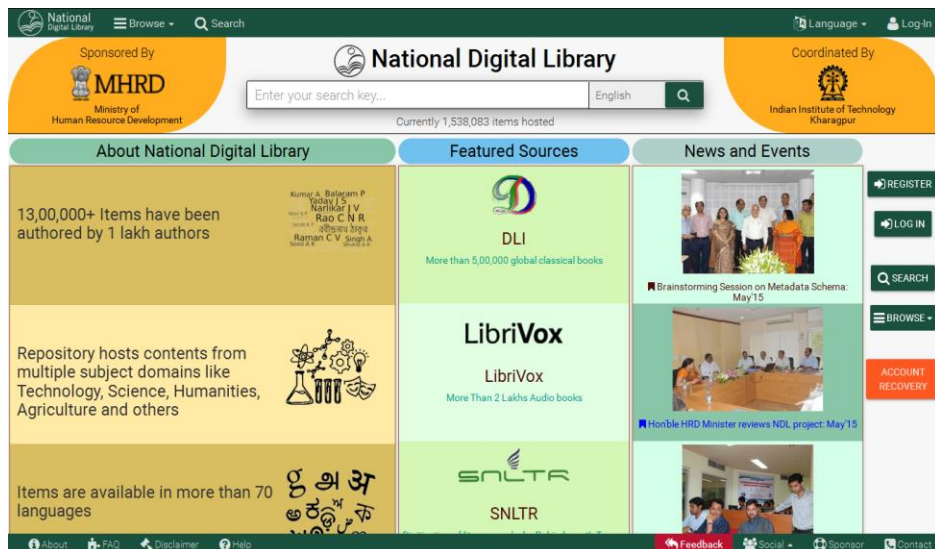 National
Digital Library
Browse
Search
Language
Log-In
Sponsored By
MHRD
Ministry of
Human Resource Development
National Digital Library
Enter your search key...
English
Currently 1,538,083 items hosted
Coordinated By
Indian Institute of Technology
Kharagpur
About National Digital Library
13,00,000+ Items have been
authored by 1 lakh authors
Kumar A Balaram P
Yadav J S
Narlikar J V
Rao C N R
रवीन्द्रनाथ ठाकुर
Raman C V Singh A
Repository hosts contents from
multiple subject domains like
Technology, Science, Humanities,
Agriculture and others
Items are available in more than 70
languages
g அ अ
Featured Sources
DLI
More than 5,00,000 global classical books
LibriVox
LibriVox
More Than 2 Lakhs Audio books
SNLTR
SNLTR
News and Events
Brainstorming Session on Metadata Schema:
May'15
Hon'ble HRD Minister reviews NDL project: May'15
REGISTER
LOG IN
SEARCH
BROWSE
ACCOUNT
RECOVERY
About
FAQ
Disclaimer
Help
Feedback
Social
Sponsor
Contact